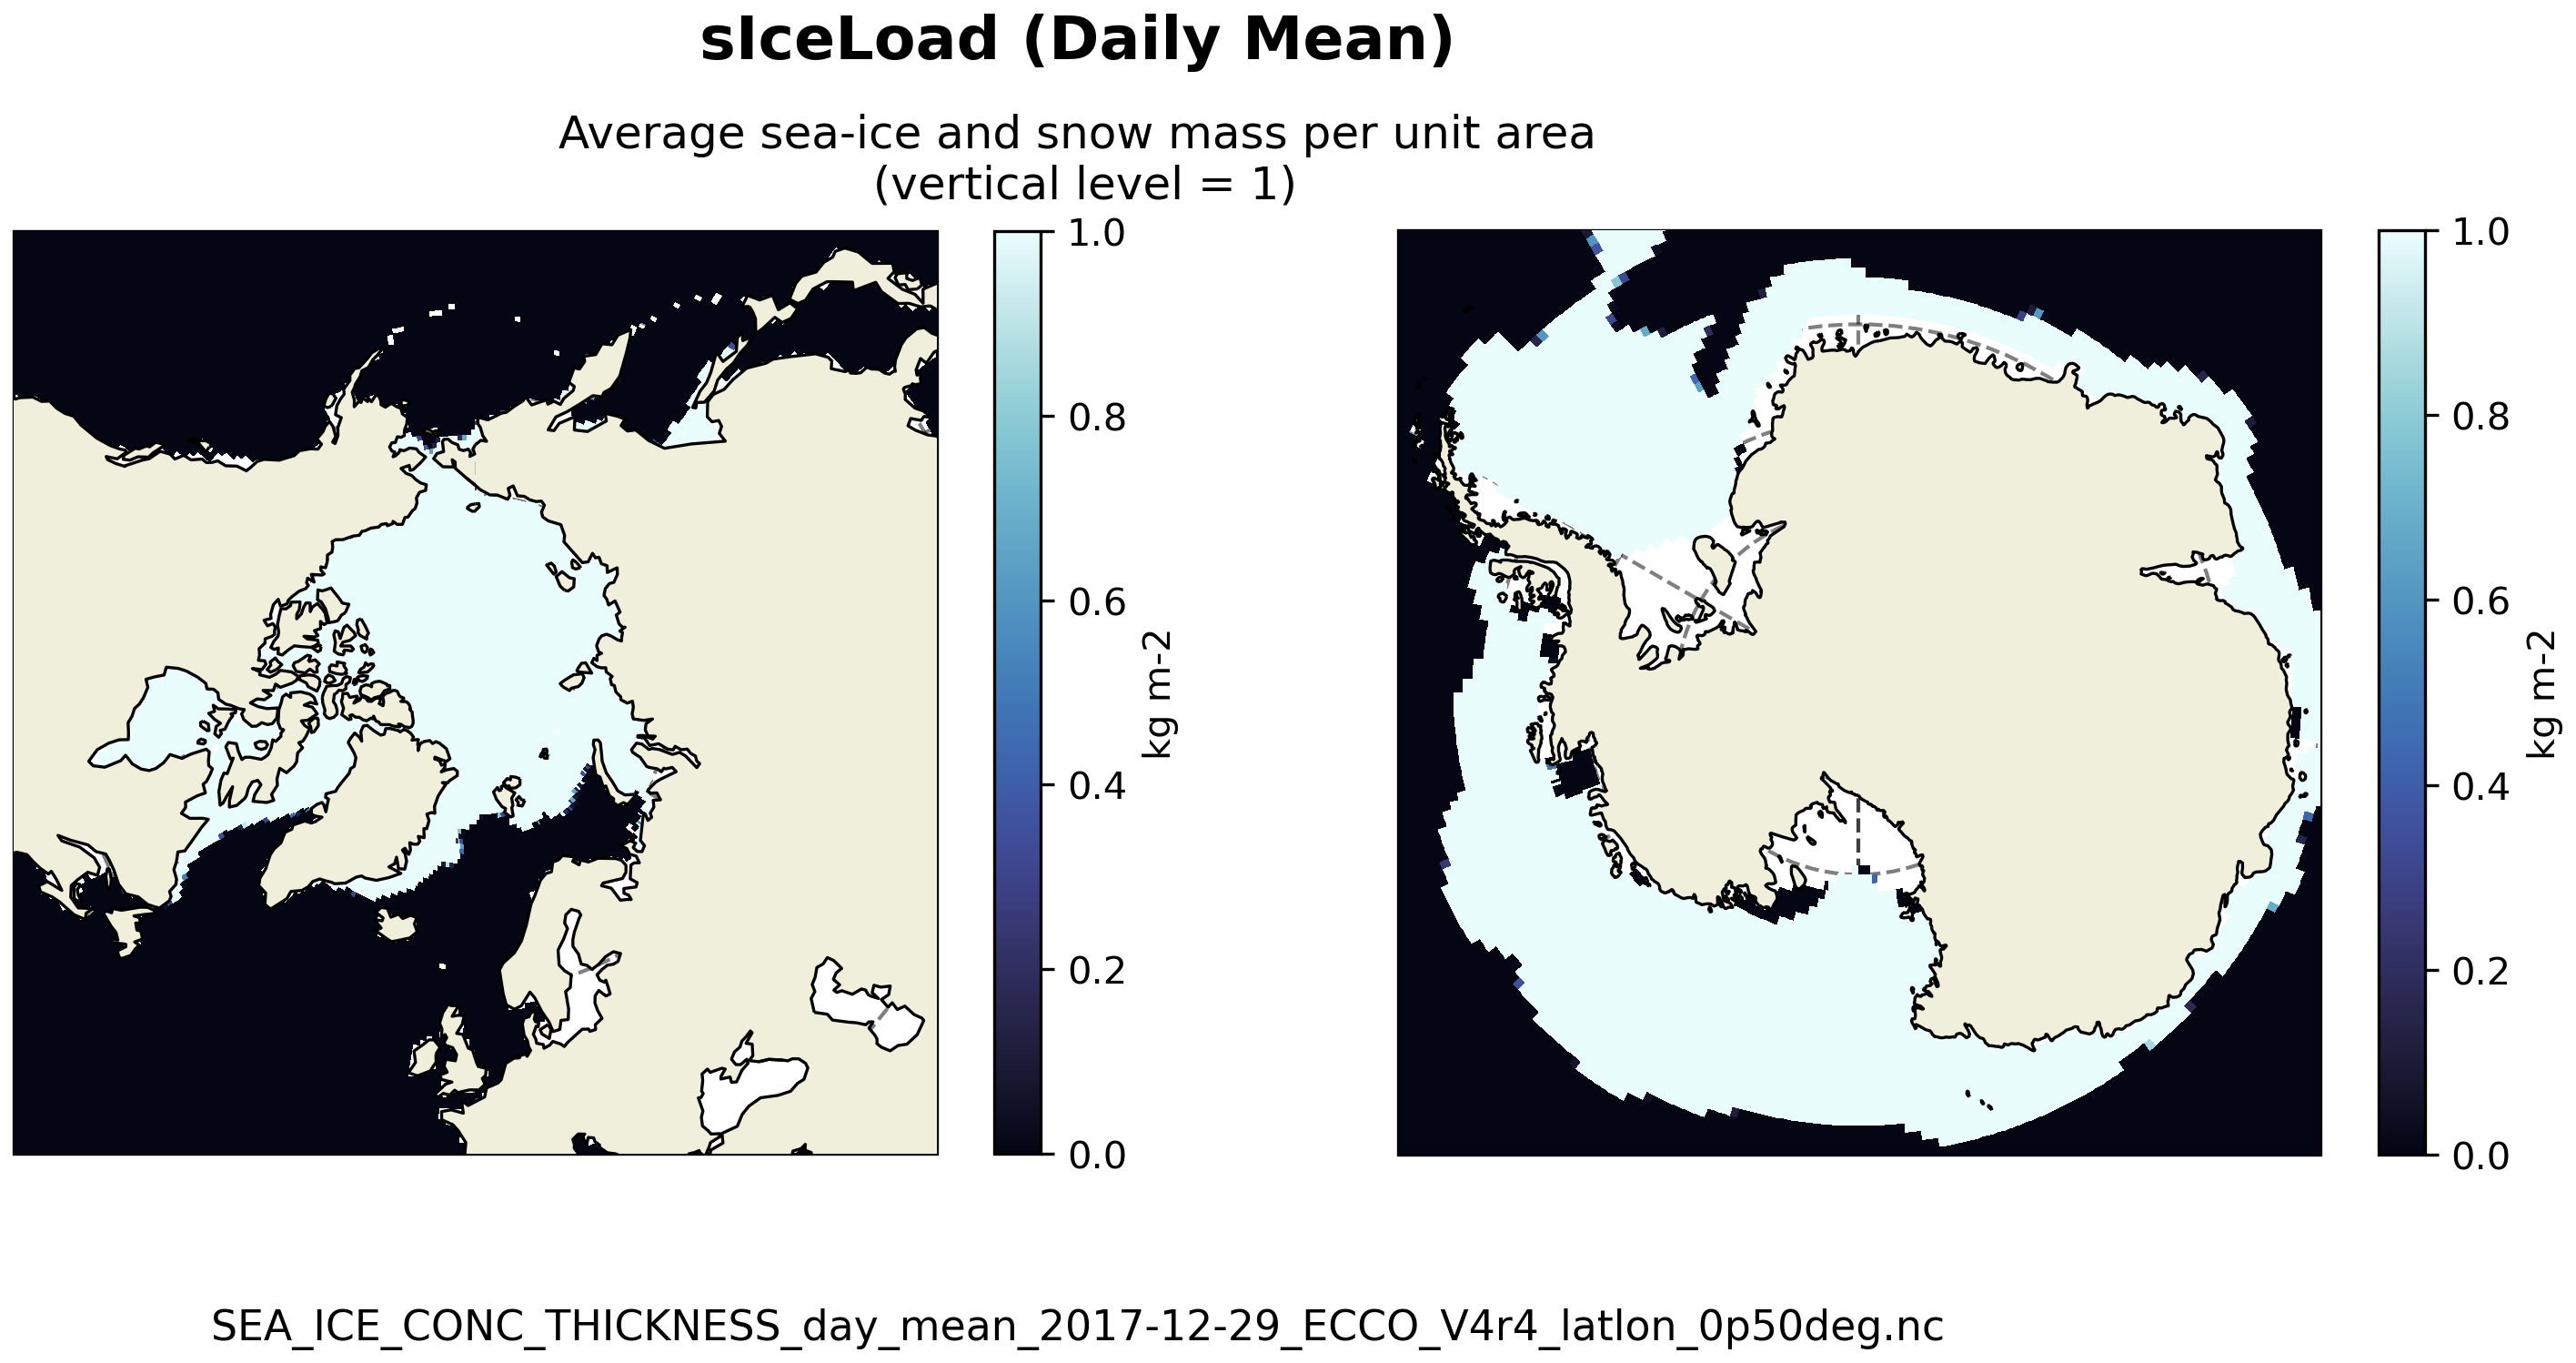 sIceLoad (Daily Mean)
Average sea-ice and snow mass per unit area
(vertical level = 1)
1.0
0.8
0.6
0.4
0.2
0.0
kg m-2
1.0
0.8
0.6
0.4
0.2
0.0
kg m-2
SEA_ICE_CONC_THICKNESS_day_mean_2017-12-29_ECCO_V4r4_latlon_0p50deg.nc